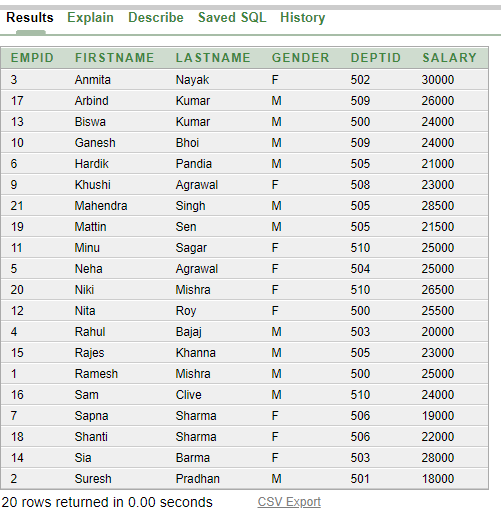 Results Explain Describe Saved SQL History
EMPID FIRSTNAME LASTNAME GENDER DEPTID SALARY
3 Anmita Nayak F 502 30000
17 Arbind Kumar M 509 26000
13 Biswa Kumar M 500 24000
10 Ganesh Bhoi M 509 24000
6 Hardik Pandia M 505 21000
9 Khushi Agrawal F 508 23000
21 Mahendra Singh M 505 28500
19 Mattin Sen M 505 21500
11 Minu Sagar F 510 25000
5 Neha Agrawal F 504 25000
20 Niki Mishra F 510 26500
12 Nita Roy F 500 25500
4 Rahul Bajaj M 503 20000
15 Rajes Khanna M 505 23000
1 Ramesh Mishra M 500 25000
16 Sam Clive M 510 24000
7 Sapna Sharma F 506 19000
18 Shanti Sharma F 506 22000
14 Sia Barma F 503 28000
2 Suresh Pradhan M 501 18000
20 rows returned in 0.00 seconds CSV Export